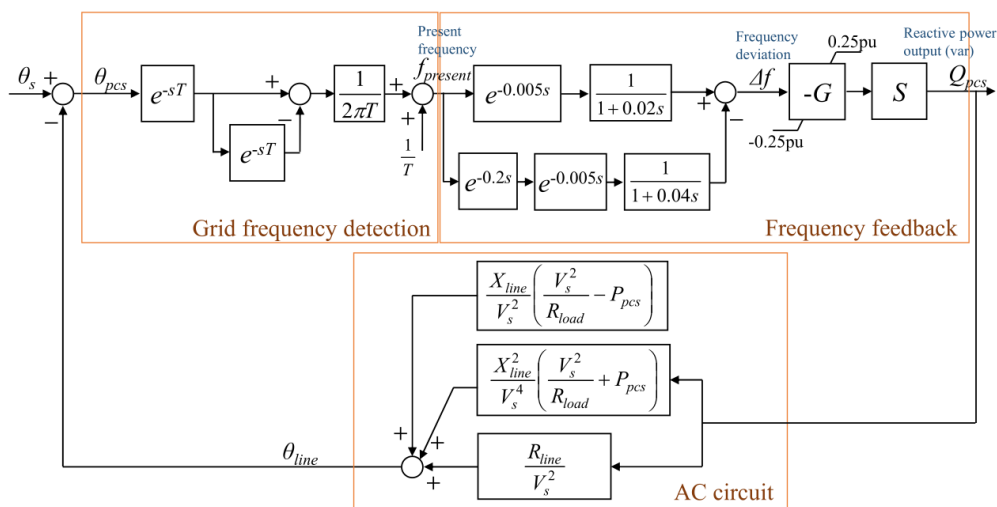 Present
frequency
Frequency
deviation
0.25pu
Reactive power
output (var)
θ_s + θ_pcs e^{-sT} + 1/(2πT) + f_present e^{-0.005s} 1/(1+0.02s) + Δf -G S Q_pcs
− − + −
e^{-sT} 1/T -0.25pu
e^{-0.2s} e^{-0.005s} 1/(1+0.04s)
Grid frequency detection
Frequency feedback
X_line/V_s^2 (V_s^2/R_load − P_pcs)
X_line^2/V_s^4 (V_s^2/R_load + P_pcs)
+ +
θ_line + R_line/V_s^2
AC circuit